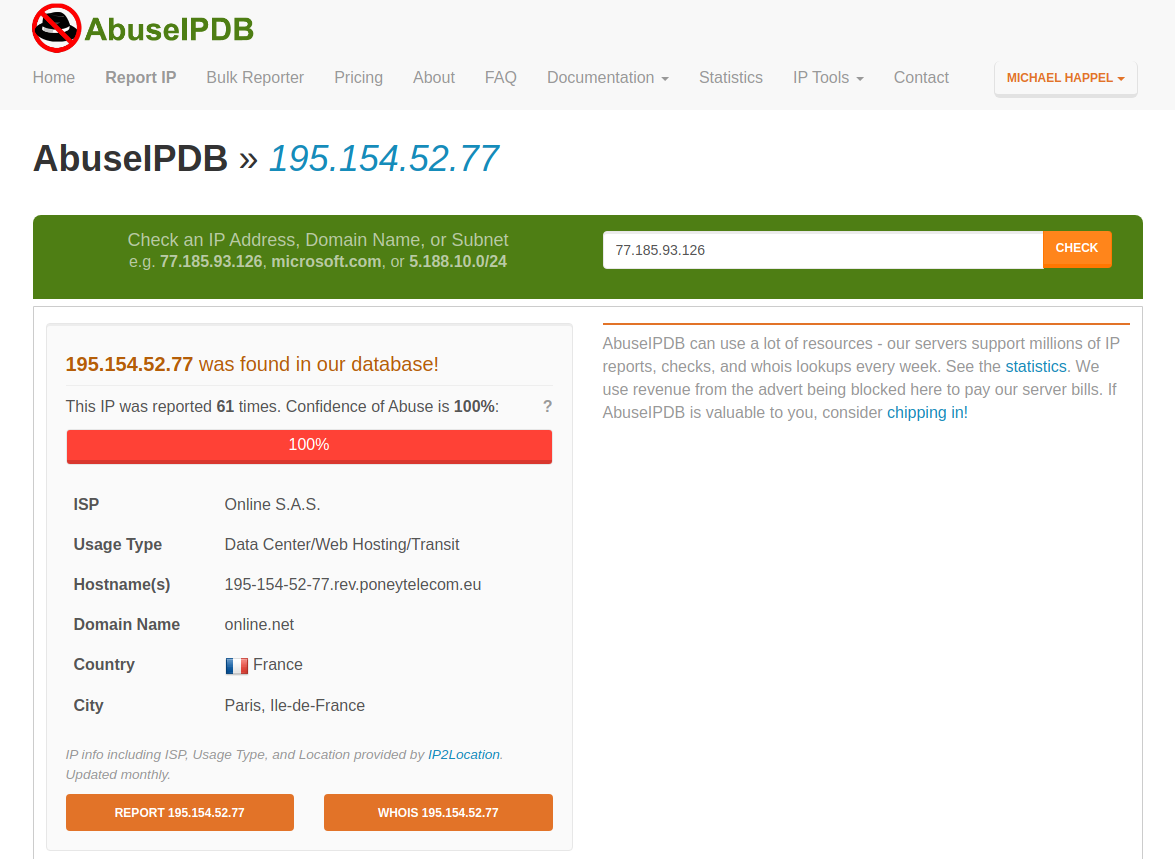 AbuseIPDB
Home Report IP Bulk Reporter Pricing About FAQ Documentation Statistics IP Tools Contact MICHAEL HAPPEL
AbuseIPDB » 195.154.52.77
Check an IP Address, Domain Name, or Subnet
e.g. 77.185.93.126, microsoft.com, or 5.188.10.0/24
77.185.93.126 CHECK
195.154.52.77 was found in our database!
This IP was reported 61 times. Confidence of Abuse is 100%: ?
100%
ISP Online S.A.S.
Usage Type Data Center/Web Hosting/Transit
Hostname(s) 195-154-52-77.rev.poneytelecom.eu
Domain Name online.net
Country France
City Paris, Ile-de-France
IP info including ISP, Usage Type, and Location provided by IP2Location.
Updated monthly.
REPORT 195.154.52.77 WHOIS 195.154.52.77
AbuseIPDB can use a lot of resources - our servers support millions of IP
reports, checks, and whois lookups every week. See the statistics. We
use revenue from the advert being blocked here to pay our server bills. If
AbuseIPDB is valuable to you, consider chipping in!